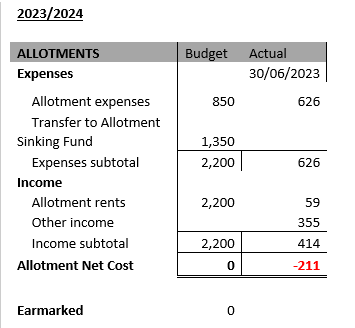 2023/2024
ALLOTMENTS Budget Actual
Expenses 30/06/2023
Allotment expenses 850 626
Transfer to Allotment
Sinking Fund 1,350
Expenses subtotal 2,200 626
Income
Allotment rents 2,200 59
Other income 355
Income subtotal 2,200 414
Allotment Net Cost 0 -211
Earmarked 0